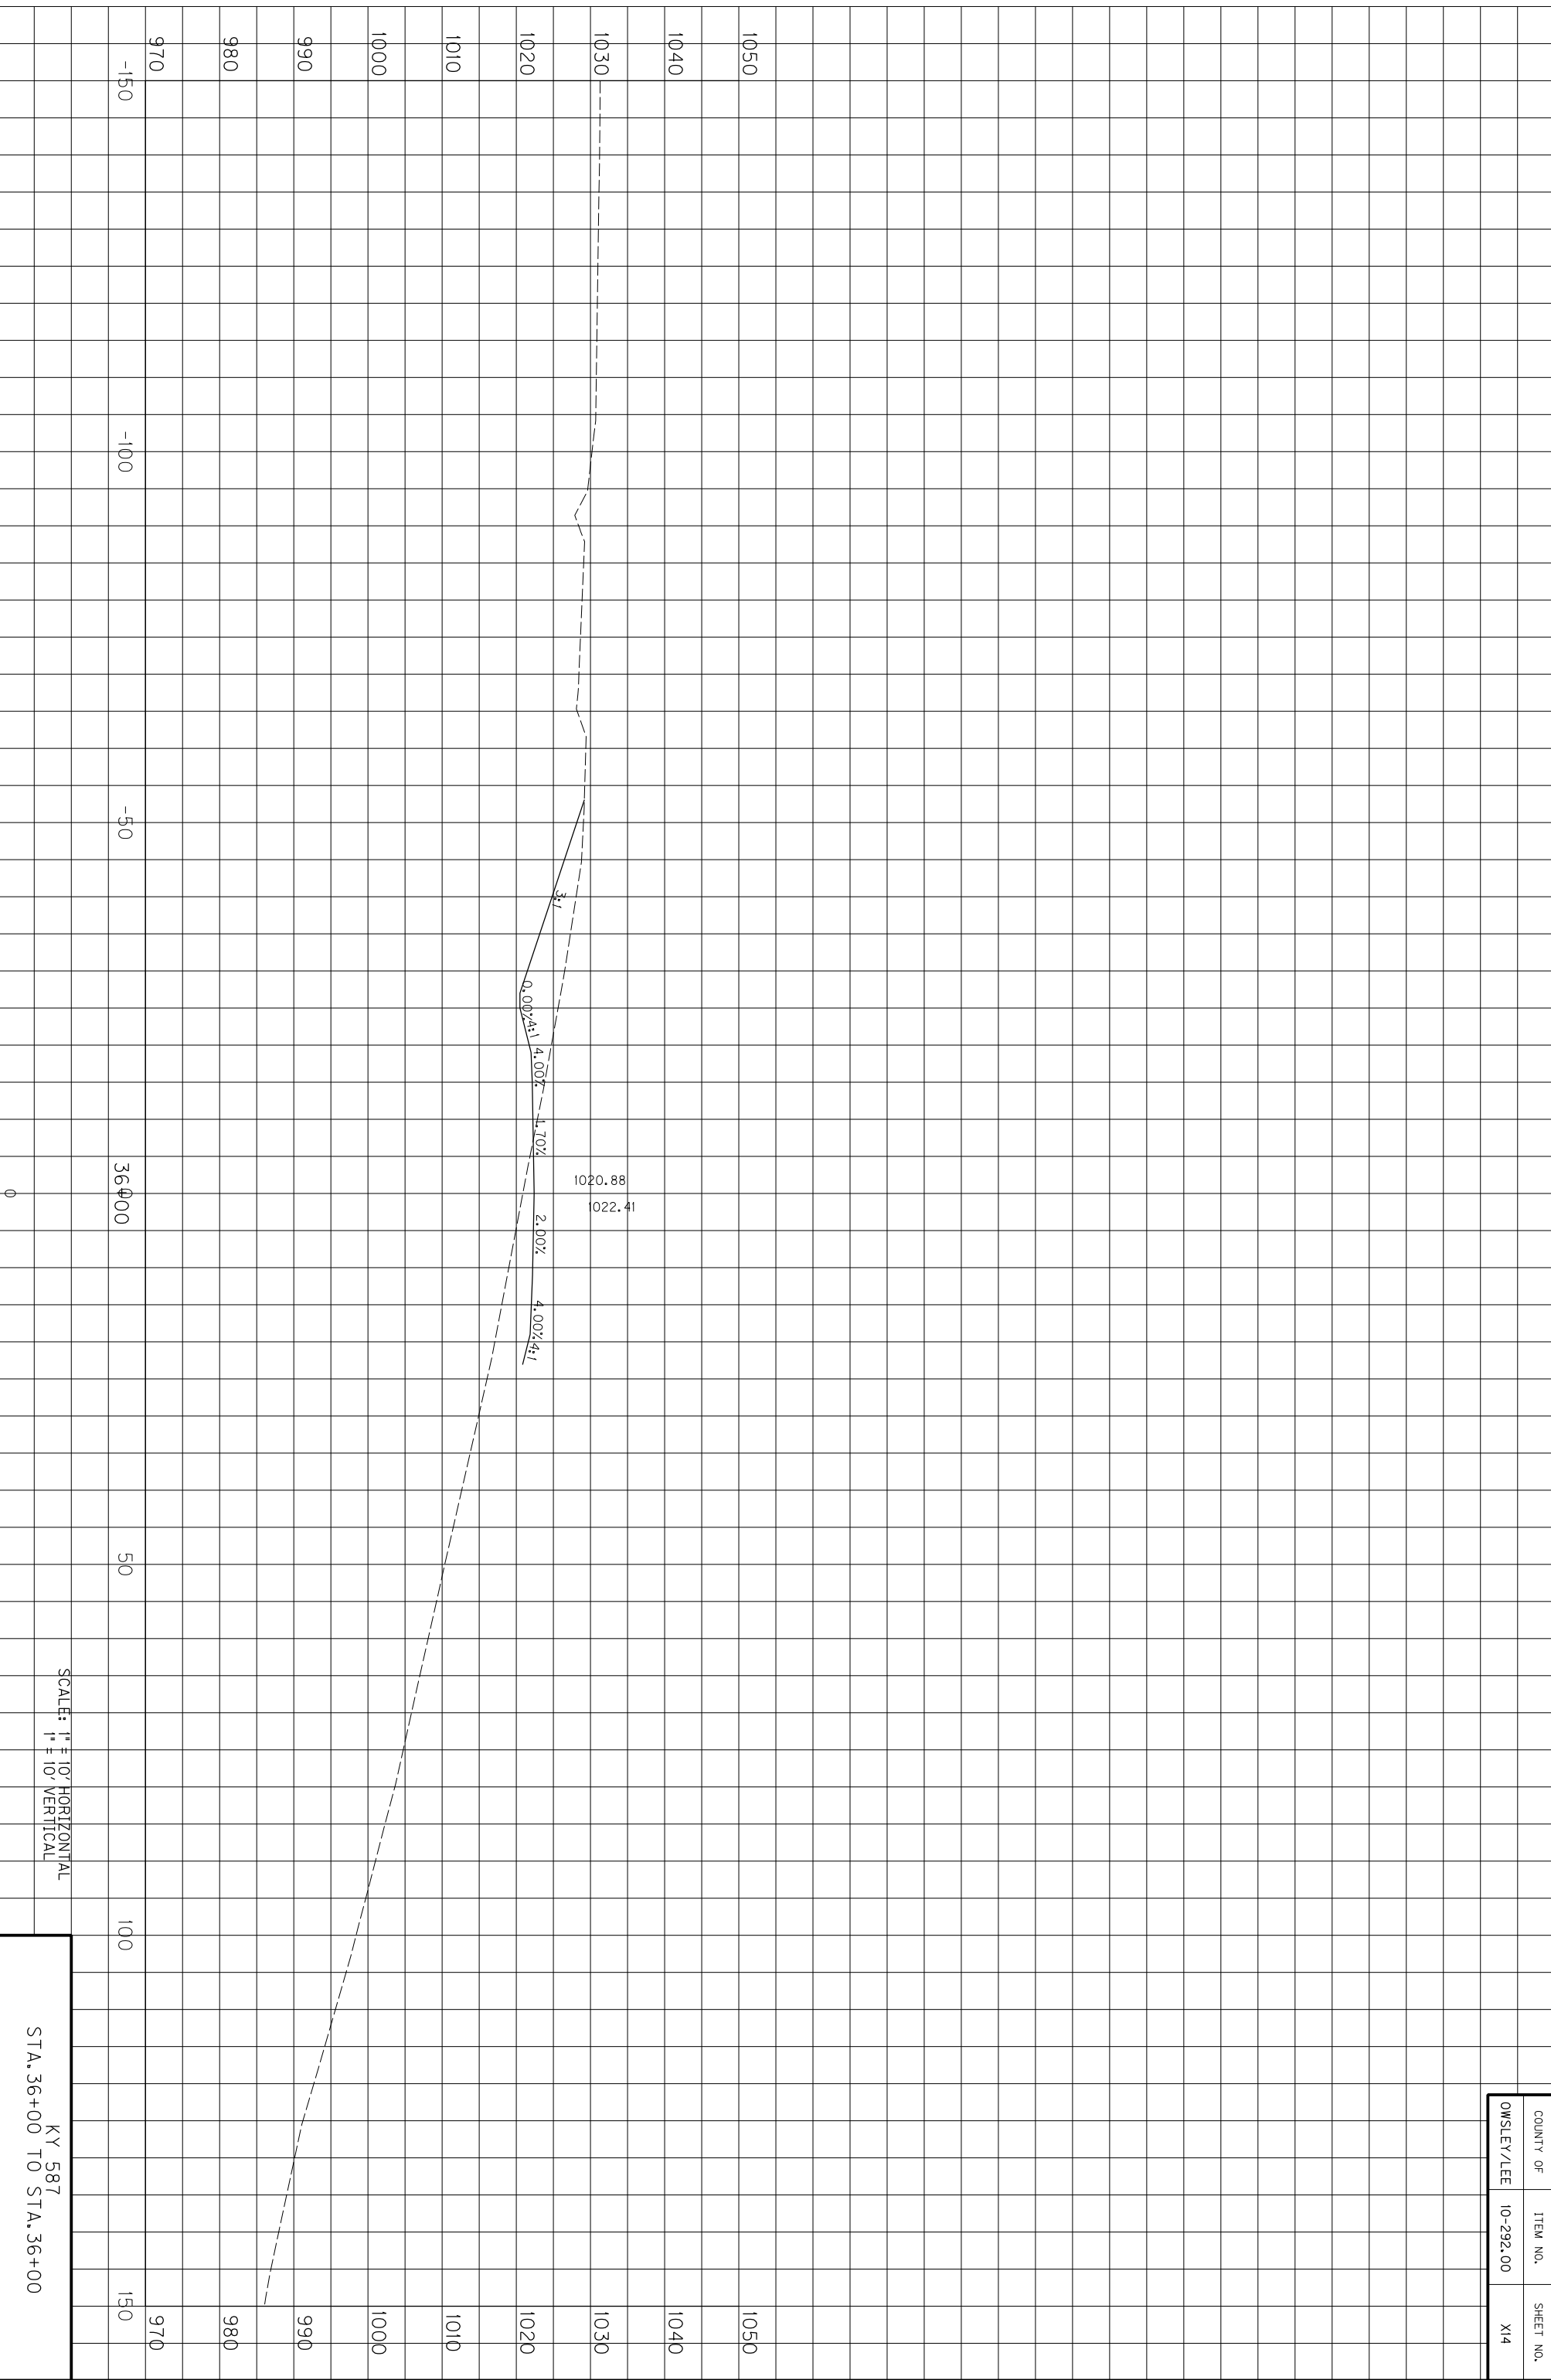 COUNTY OF ITEM NO. SHEET NO.
OWSLEY/LEE 10-292.00 X14
1050 1050
1040 1040
1030 1030
1020 1020
1010 1010
1000 1000
990 990
980 980
970 970
1022.41
1020.88
3:1 0.00% 4:1 4.00% 1.70% 2.00% 4.00% 4:1
-150 -100 -50 0 50 100 150
36+00
SCALE: 1" = 10' HORIZONTAL
1" = 10' VERTICAL
0
KY 587
STA.36+00 TO STA.36+00